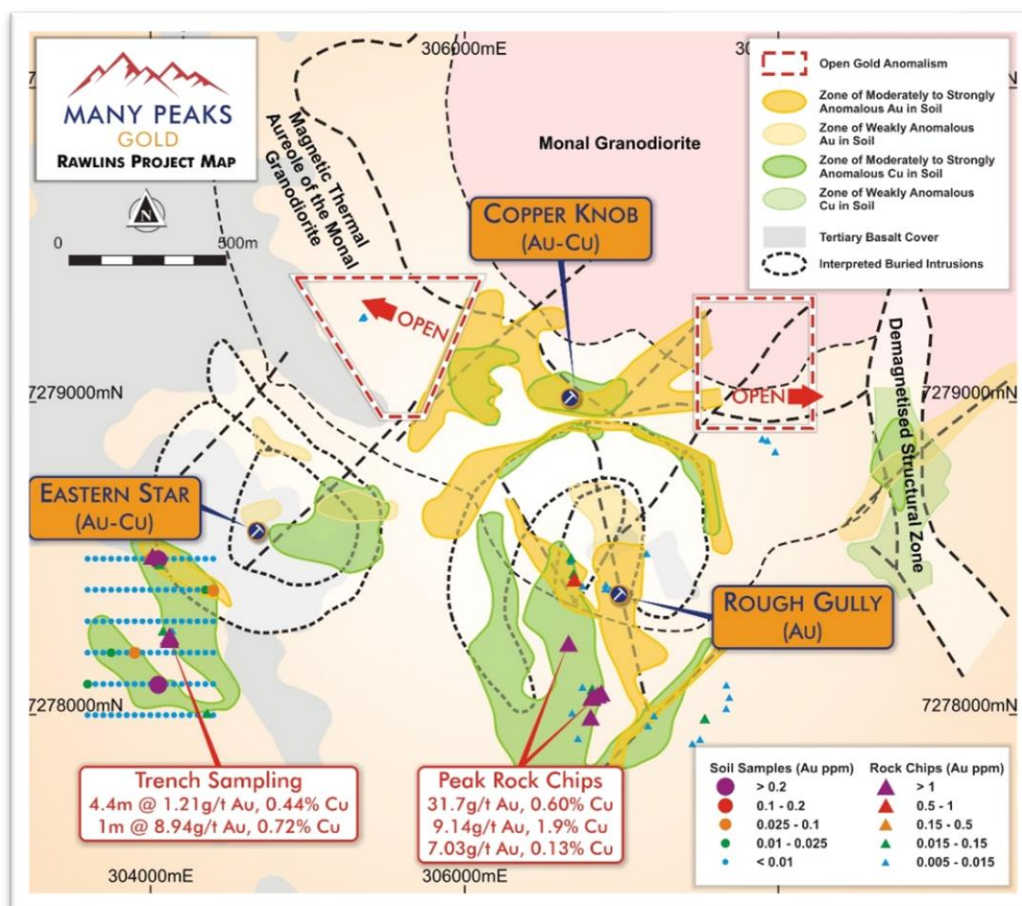 MANY PEAKS
GOLD
RAWLINS PROJECT MAP
N
0
500m
306000mE
30
7
N
Magnetic Thermal
Aureole of the Monal
Granodiorite
Monal Granodiorite
Open Gold Anomalism
Zone of Moderately to Strongly
Anomalous Au in Soil
Zone of Weakly Anomalous
Au in Soil
Zone of Moderately to Strongly
Anomalous Cu in Soil
Zone of Weakly Anomalous
Cu in Soil
Tertiary Basalt Cover
Interpreted Buried Intrusions
COPPER KNOB
(Au-Cu)
OPEN
OPEN
7279000mN
7279000mN
Demagnetised Structural Zone
EASTERN STAR
(Au-Cu)
ROUGH GULLY
(Au)
7278000mN
7278000mN
Trench Sampling
4.4m @ 1.21g/t Au, 0.44% Cu
1m @ 8.94g/t Au, 0.72% Cu
Peak Rock Chips
31.7g/t Au, 0.60% Cu
9.14g/t Au, 1.9% Cu
7.03g/t Au, 0.13% Cu
Soil Samples (Au ppm)
> 0.2
0.1 - 0.2
0.025 - 0.1
0.01 - 0.025
< 0.01
Rock Chips (Au ppm)
> 1
0.5 - 1
0.15 - 0.5
0.015 - 0.15
0.005 - 0.015
304000mE
306000mE